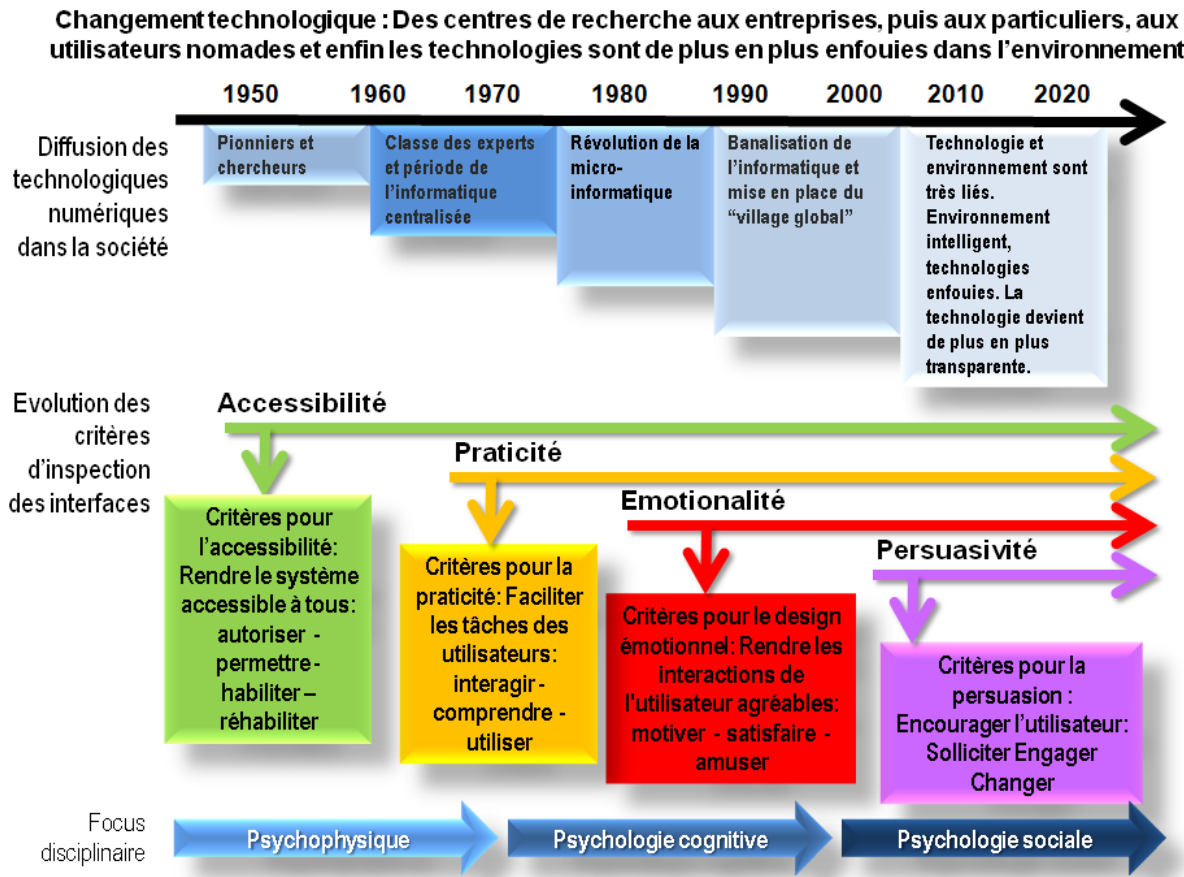 Changement technologique : Des centres de recherche aux entreprises, puis aux particuliers, aux
utilisateurs nomades et enfin les technologies sont de plus en plus enfouies dans l'environnement
1950 1960 1970 1980 1990 2000 2010 2020
Diffusion des
technologiques
numériques
dans la société
Pionniers et
chercheurs
Classe des experts
et période de
l'informatique
centralisée
Révolution de la
micro-
informatique
Banalisation de
l'informatique et
mise en place du
“village global”
Technologie et
environnement sont
très liés.
Environnement
intelligent,
technologies
enfouies. La
technologie devient
de plus en plus
transparente.
Evolution des
critères
d'inspection
des interfaces
Accessibilité
Praticité
Emotionalité
Persuasivité
Critères pour
l'accessibilité:
Rendre le système
accessible à tous:
autoriser -
permettre -
habiliter –
réhabiliter
Critères pour la
praticité: Faciliter
les tâches des
utilisateurs:
interagir -
comprendre -
utiliser
Critères pour le design
émotionnel: Rendre les
interactions de
l'utilisateur agréables:
motiver - satisfaire -
amuser
Critères pour la
persuasion :
Encourager l'utilisateur:
Solliciter Engager
Changer
Focus
disciplinaire
Psychophysique
Psychologie cognitive
Psychologie sociale